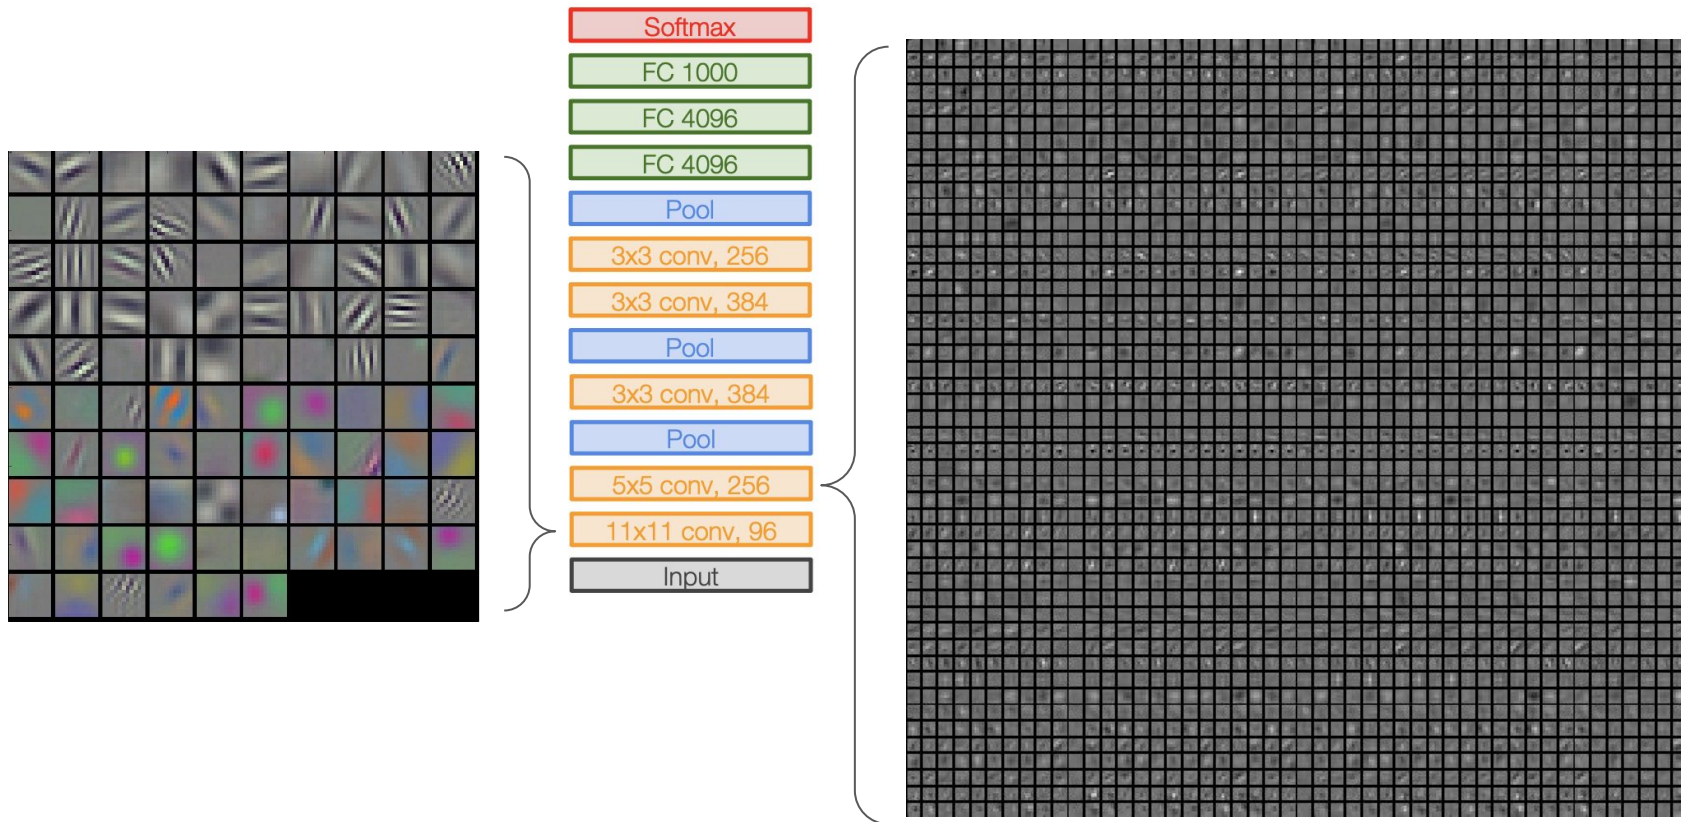 Softmax
FC 1000
FC 4096
FC 4096
Pool
3x3 conv, 256
3x3 conv, 384
Pool
3x3 conv, 384
Pool
5x5 conv, 256
11x11 conv, 96
Input